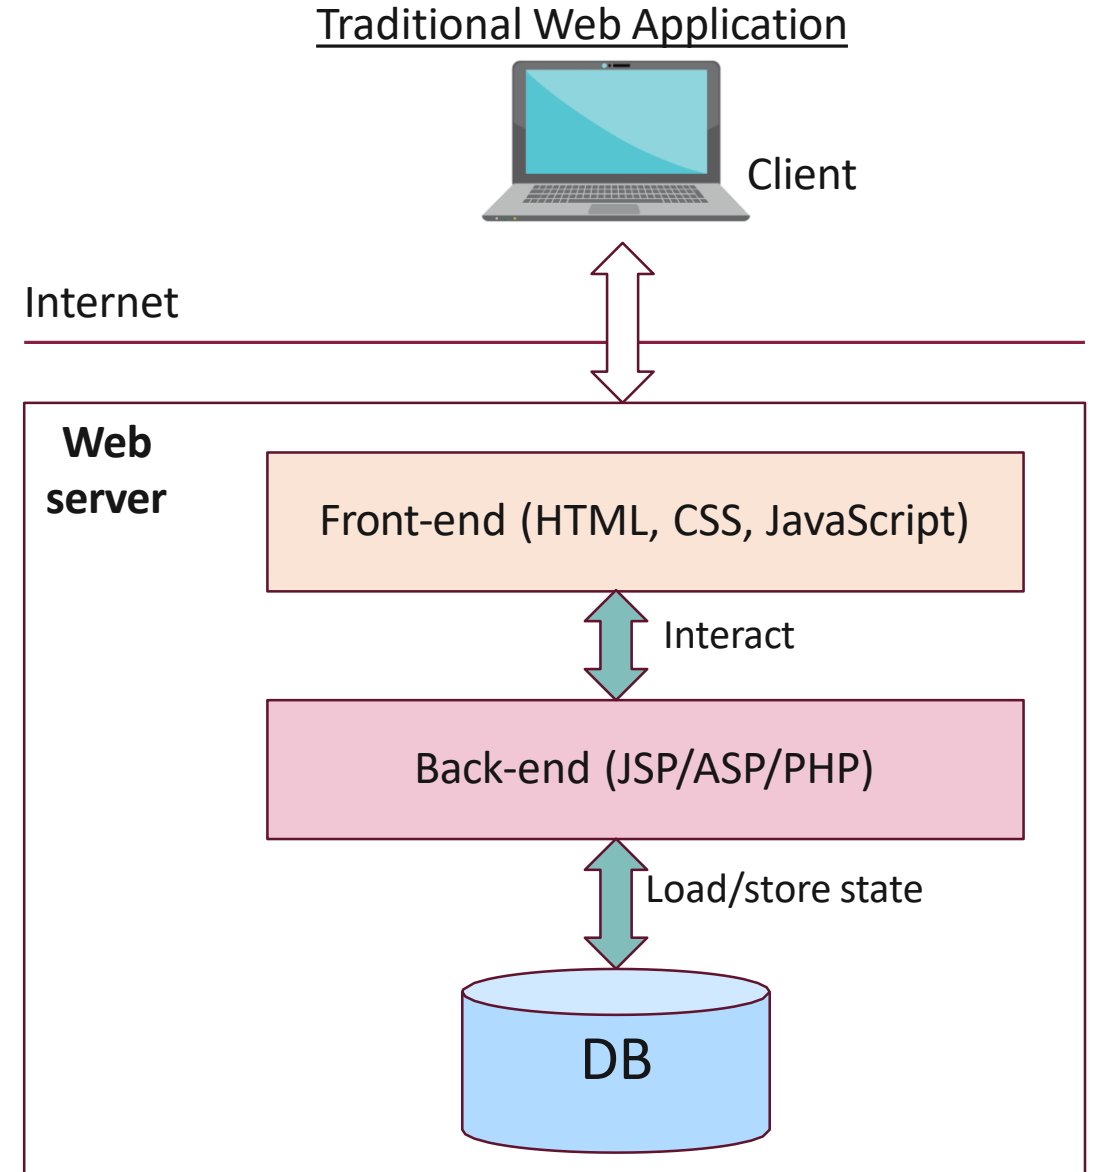 Traditional Web Application
Client
Internet
Web
server
Front-end (HTML, CSS, JavaScript)
Interact
Back-end (JSP/ASP/PHP)
Load/store state
DB